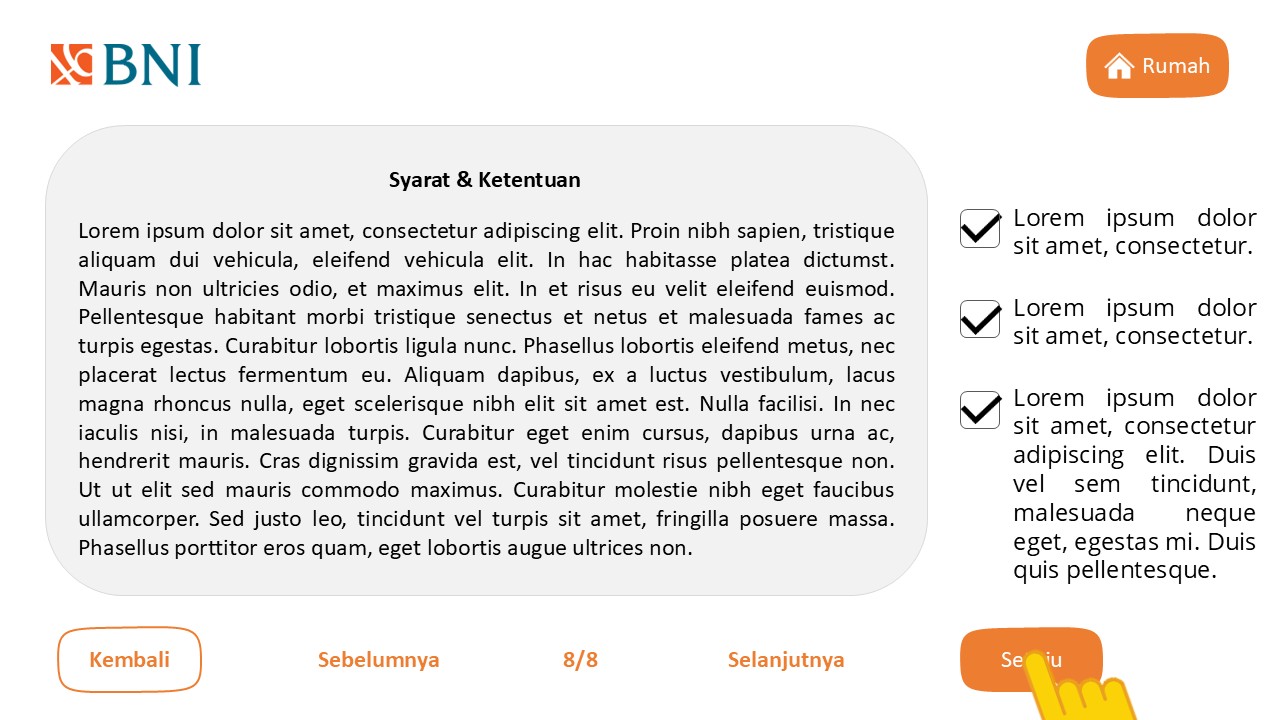 BNI
Rumah
Syarat & Ketentuan
Lorem ipsum dolor sit amet, consectetur adipiscing elit. Proin nibh sapien, tristique
aliquam dui vehicula, eleifend vehicula elit. In hac habitasse platea dictumst.
Mauris non ultricies odio, et maximus elit. In et risus eu velit eleifend euismod.
Pellentesque habitant morbi tristique senectus et netus et malesuada fames ac
turpis egestas. Curabitur lobortis ligula nunc. Phasellus lobortis eleifend metus, nec
placerat lectus fermentum eu. Aliquam dapibus, ex a luctus vestibulum, lacus
magna rhoncus nulla, eget scelerisque nibh elit sit amet est. Nulla facilisi. In nec
iaculis nisi, in malesuada turpis. Curabitur eget enim cursus, dapibus urna ac,
hendrerit mauris. Cras dignissim gravida est, vel tincidunt risus pellentesque non.
Ut ut elit sed mauris commodo maximus. Curabitur molestie nibh eget faucibus
ullamcorper. Sed justo leo, tincidunt vel turpis sit amet, fringilla posuere massa.
Phasellus porttitor eros quam, eget lobortis augue ultrices non.
Lorem ipsum dolor
sit amet, consectetur.
Lorem ipsum dolor
sit amet, consectetur.
Lorem ipsum dolor
sit amet, consectetur
adipiscing elit. Duis
vel sem tincidunt,
malesuada neque
eget, egestas mi. Duis
quis pellentesque.
Kembali
Sebelumnya
8/8
Selanjutnya